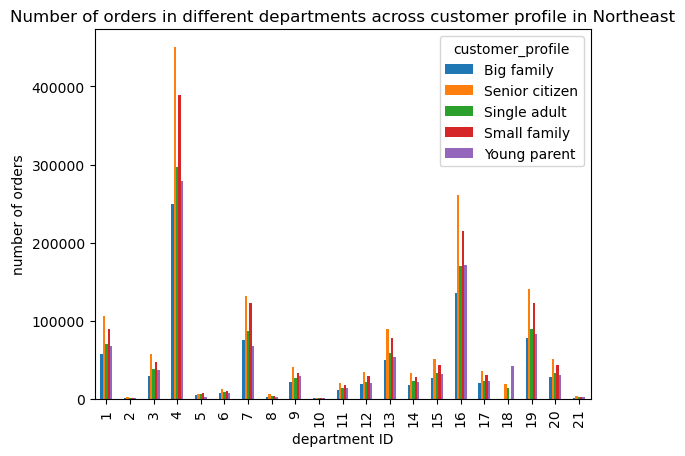 Number of orders in different departments across customer profile in Northeast
customer_profile
Big family
Senior citizen
Single adult
Small family
Young parent
number of orders
400000
300000
200000
100000
0
1 2 3 4 5 6 7 8 9 10 11 12 13 14 15 16 17 18 19 20 21
department ID